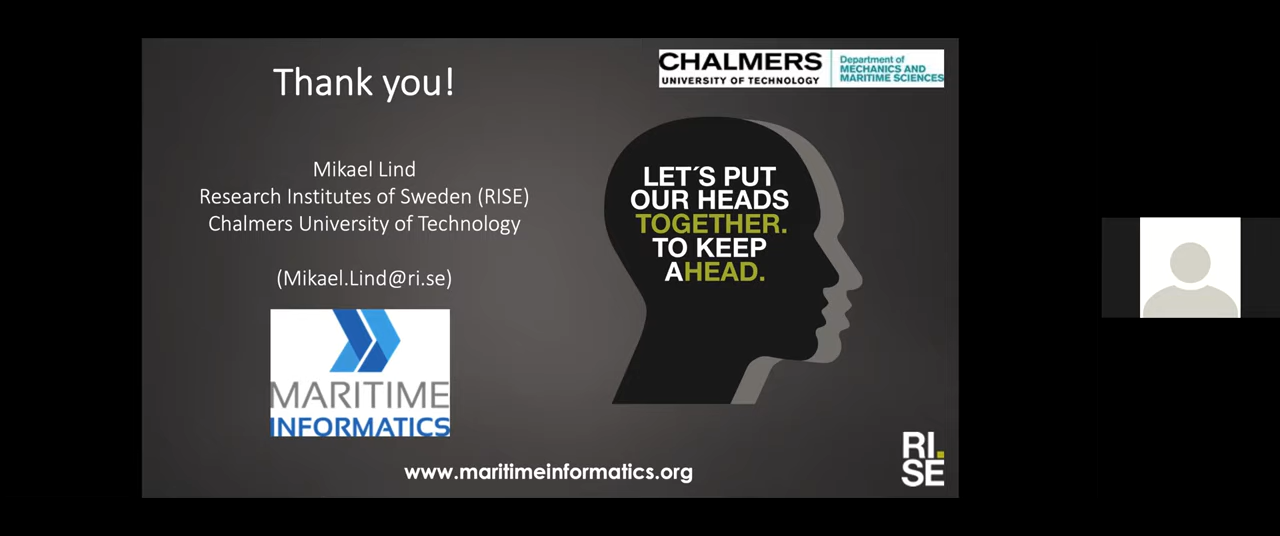 Thank you!
CHALMERS
UNIVERSITY OF TECHNOLOGY
Department of
MECHANICS AND
MARITIME SCIENCES
Mikael Lind
Research Institutes of Sweden (RISE)
Chalmers University of Technology
(Mikael.Lind@ri.se)
LET´S PUT
OUR HEADS
TOGETHER.
TO KEEP
AHEAD.
MARITIME
INFORMATICS
www.maritimeinformatics.org
RI.
SE